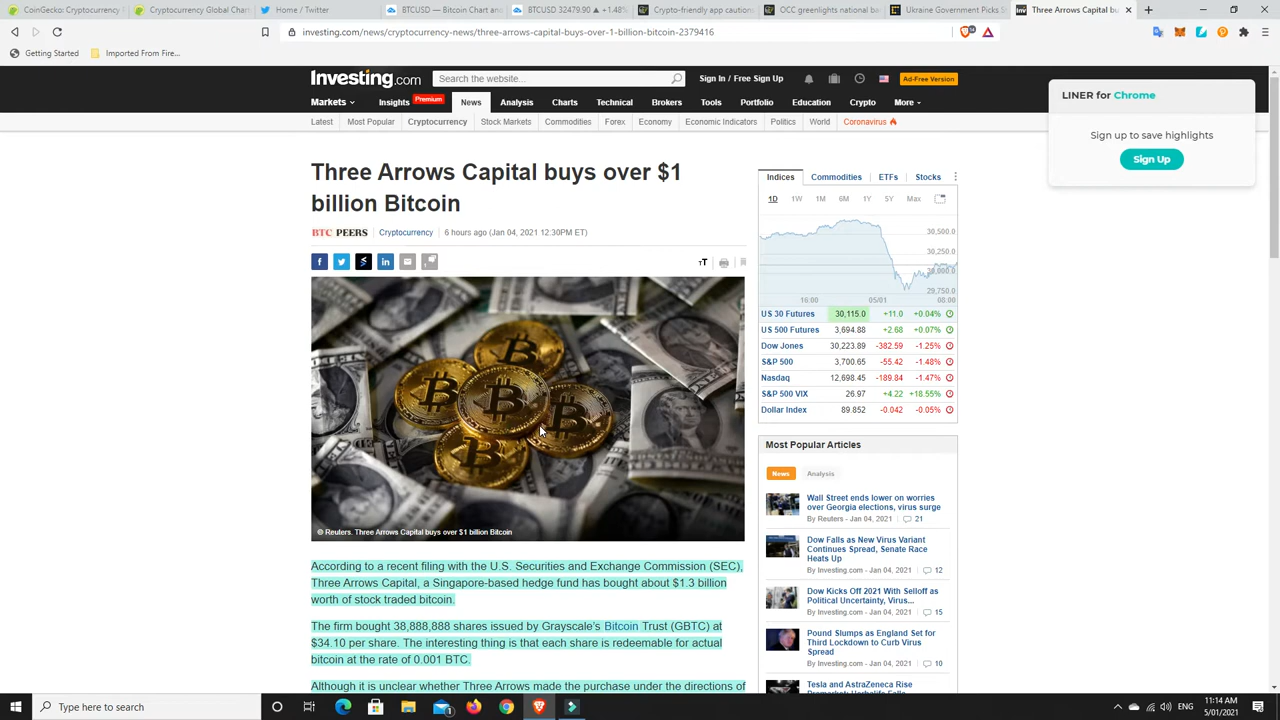 CoinGecko: Cryptocurrency Pr
Cryptocurrency Global Chart
Home / Twitter
BTCUSD — Bitcoin Chart and
BTCUSD 32479.90 ▲ +1.48%
Crypto-friendly app cautions
OCC greenlights national ba
Ukraine Government Picks S
Three Arrows Capital bu
investing.com/news/cryptocurrency-news/three-arrows-capital-buys-over-1-billion-bitcoin-2379416
Getting Started
Imported From Fire...
Investing.com
Search the website...
Sign In / Free Sign Up
Ad-Free Version
Markets
Insights
Premium
News
Analysis
Charts
Technical
Brokers
Tools
Portfolio
Education
Crypto
More
Latest
Most Popular
Cryptocurrency
Stock Markets
Commodities
Forex
Economy
Economic Indicators
Politics
World
Coronavirus
LINER for Chrome
Sign up to save highlights
Sign Up
Three Arrows Capital buys over $1
billion Bitcoin
BTC PEERS
Cryptocurrency
6 hours ago (Jan 04, 2021 12:30PM ET)
© Reuters. Three Arrows Capital buys over $1 billion Bitcoin
According to a recent filing with the U.S. Securities and Exchange Commission (SEC),
Three Arrows Capital, a Singapore-based hedge fund has bought about $1.3 billion
worth of stock traded bitcoin.
The firm bought 38,888,888 shares issued by Grayscale's Bitcoin Trust (GBTC) at
$34.10 per share. The interesting thing is that each share is redeemable for actual
bitcoin at the rate of 0.001 BTC.
Although it is unclear whether Three Arrows made the purchase under the directions of
Indices
Commodities
ETFs
Stocks
1D 1W 1M 6M 1Y 5Y Max
30,500.0
30,250.0
30,000.0
29,750.0
16:00 05/01 08:00
US 30 Futures 30,115.0 +11.0 +0.04%
US 500 Futures 3,694.88 +2.68 +0.07%
Dow Jones 30,223.89 -382.59 -1.25%
S&P 500 3,700.65 -55.42 -1.48%
Nasdaq 12,698.45 -189.84 -1.47%
S&P 500 VIX 26.97 +4.22 +18.55%
Dollar Index 89.852 -0.042 -0.05%
Most Popular Articles
News
Analysis
Wall Street ends lower on worries
over Georgia elections, virus surge
By Reuters - Jan 04, 2021 21
Dow Falls as New Virus Variant
Continues Spread, Senate Race
Heats Up
By Investing.com - Jan 04, 2021 12
Dow Kicks Off 2021 With Selloff as
Political Uncertainty, Virus...
By Investing.com - Jan 04, 2021 15
Pound Slumps as England Set for
Third Lockdown to Curb Virus
Spread
By Investing.com - Jan 04, 2021 10
Tesla and AstraZeneca Rise
Type here to search
ENG
11:14 AM
5/01/2021